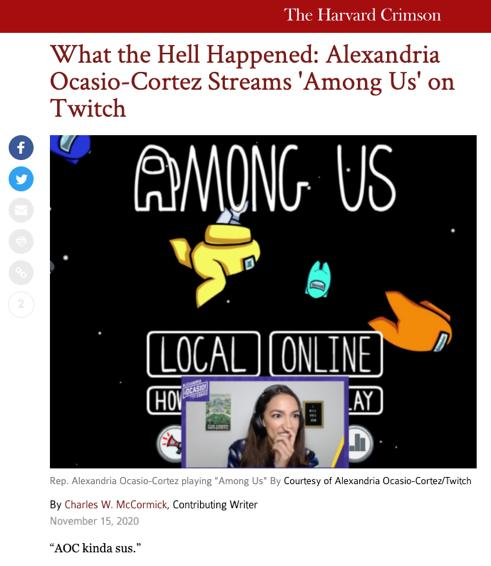 The Harvard Crimson
What the Hell Happened: Alexandria
Ocasio-Cortez Streams 'Among Us' on
Twitch
AMONG US
LOCAL ONLINE
HOW
LAY
ALEXANDRIA
OCASIO
2
Rep. Alexandria Ocasio-Cortez playing "Among Us" By Courtesy of Alexandria Ocasio-Cortez/Twitch
By Charles W. McCormick, Contributing Writer
November 15, 2020
“AOC kinda sus.”